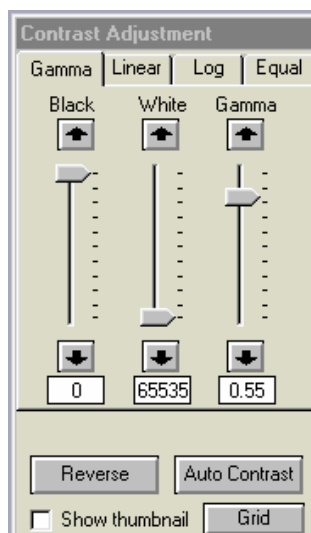 Contrast Adjustment
Gamma Linear Log Equal
Black White Gamma
0 65535 0.55
Reverse Auto Contrast
Show thumbnail Grid